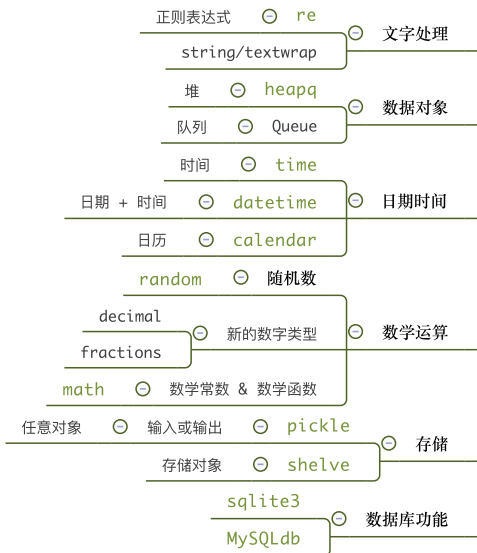 正则表达式 re
string/textwrap
文字处理
堆 heapq
队列 Queue
数据对象
时间 time
日期 + 时间 datetime
日历 calendar
日期时间
random 随机数
decimal
fractions
新的数字类型
math 数学常数 & 数学函数
数学运算
任意对象 输入或输出 pickle
存储对象 shelve
存储
sqlite3
MySQLdb
数据库功能